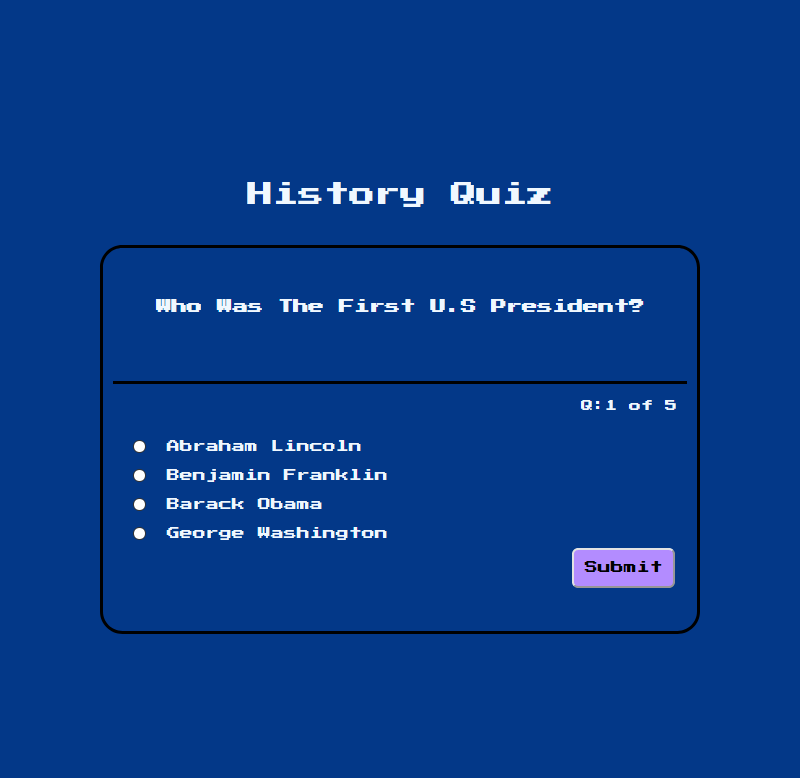 History Quiz
Who Was The First U.S President?
Q:1 of 5
Abraham Lincoln
Benjamin Franklin
Barack Obama
George Washington
Submit